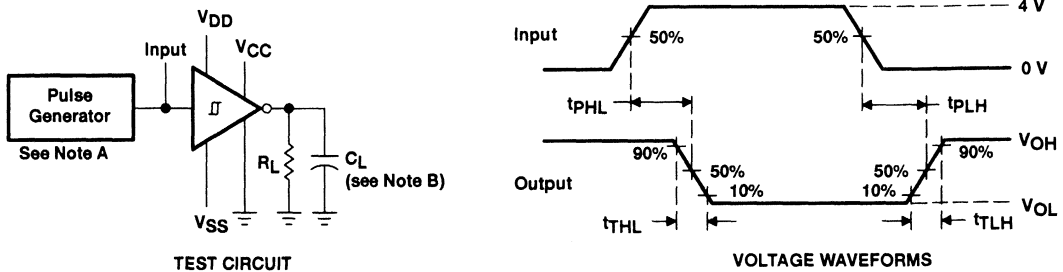 VDD
Input
VCC
Pulse
Generator
See Note A
RL
CL
(see Note B)
VSS
TEST CIRCUIT
4 V
Input
50%
50%
0 V
tPHL
tPLH
VOH
90%
90%
50%
50%
Output
10%
10%
VOL
tTHL
tTLH
VOLTAGE WAVEFORMS